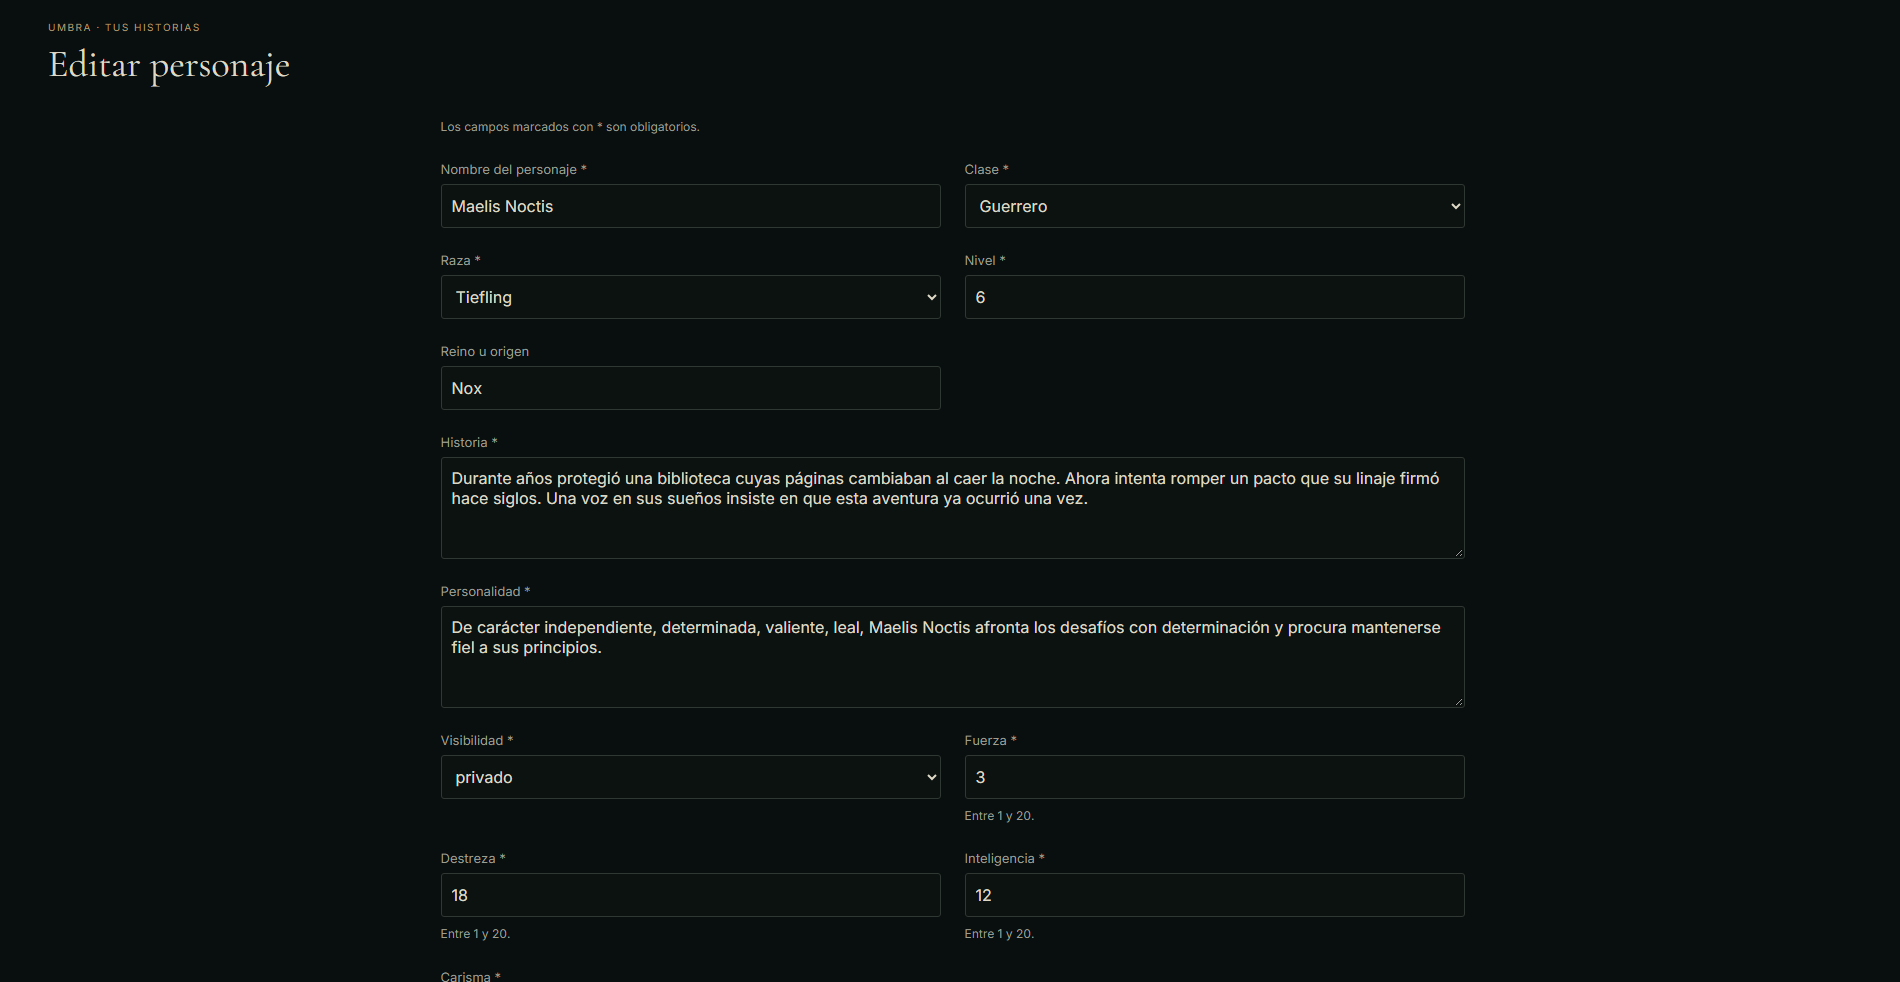 UMBRA · TUS HISTORIAS
Editar personaje
Los campos marcados con * son obligatorios.
Nombre del personaje *
Clase *
Maelis Noctis
Guerrero
Raza *
Nivel *
Tiefling
6
Reino u origen
Nox
Historia *
Durante años protegió una biblioteca cuyas páginas cambiaban al caer la noche. Ahora intenta romper un pacto que su linaje firmó
hace siglos. Una voz en sus sueños insiste en que esta aventura ya ocurrió una vez.
Personalidad *
De carácter independiente, determinada, valiente, leal, Maelis Noctis afronta los desafíos con determinación y procura mantenerse
fiel a sus principios.
Visibilidad *
Fuerza *
privado
3
Entre 1 y 20.
Destreza *
Inteligencia *
18
12
Entre 1 y 20.
Entre 1 y 20.
Carisma *